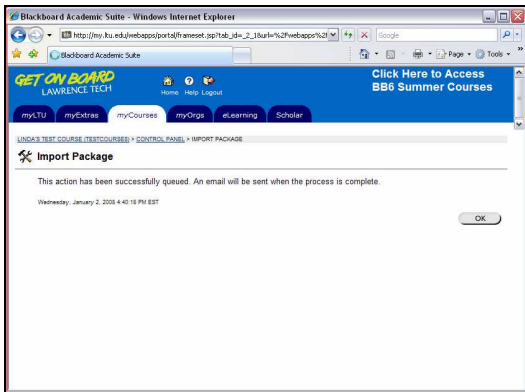 Blackboard Academic Suite - Windows Internet Explorer
http://my.ltu.edu/webapps/portal/frameset.jsp?tab_id=_2_1&url=%2Fwebapps%2f
Google
Blackboard Academic Suite
Page
Tools
GET ON BOARD
LAWRENCE TECH
Home Help Logout
Click Here to Access
BB6 Summer Courses
myLTU myExtras myCourses myOrgs eLearning Scholar
LINDA'S TEST COURSE (TESTCOURSEB) > CONTROL PANEL > IMPORT PACKAGE
Import Package
This action has been successfully queued. An email will be sent when the process is complete.
Wednesday, January 2, 2008 4:40:18 PM EST
OK